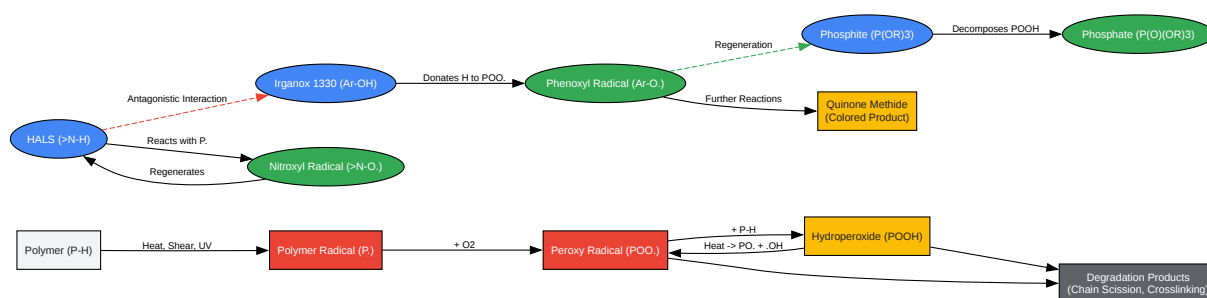 Phosphite (P(OR)3)
Decomposes POOH
Phosphate (P(O)(OR)3)
Regeneration
Irganox 1330 (Ar-OH)
Donates H to POO.
Phenoxyl Radical (Ar-O.)
Antagonistic Interaction
Further Reactions
Quinone Methide
(Colored Product)
HALS (>N-H)
Reacts with P.
Nitroxyl Radical (>N-O.)
Regenerates
Polymer (P-H)
Heat, Shear, UV
Polymer Radical (P.)
+ O2
Peroxy Radical (POO.)
+ P-H
Heat -> PO. + .OH
Hydroperoxide (POOH)
Degradation Products
(Chain Scission, Crosslinking)